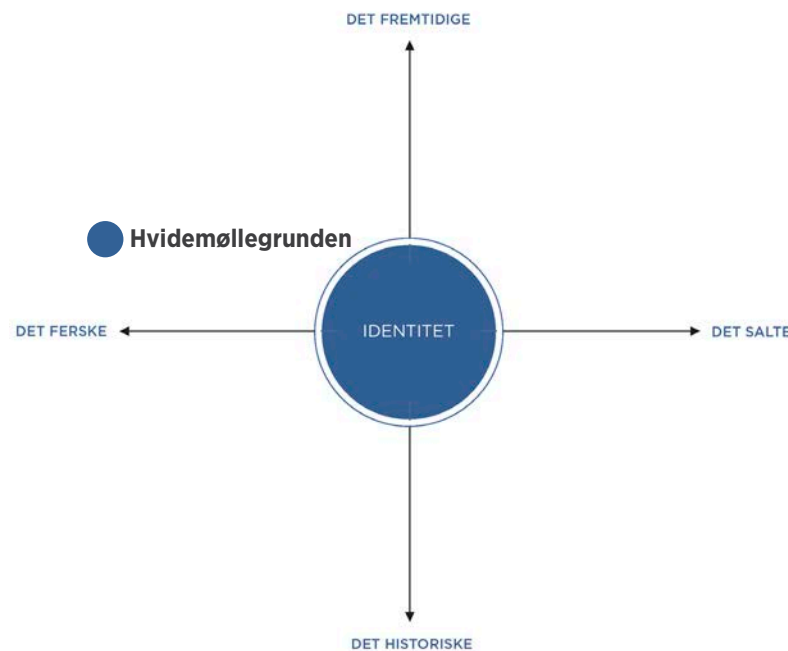 DET FREMTIDIGE
Hvidemøllegrunden
DET FERSKE
IDENTITET
DET SALTE
DET HISTORISKE